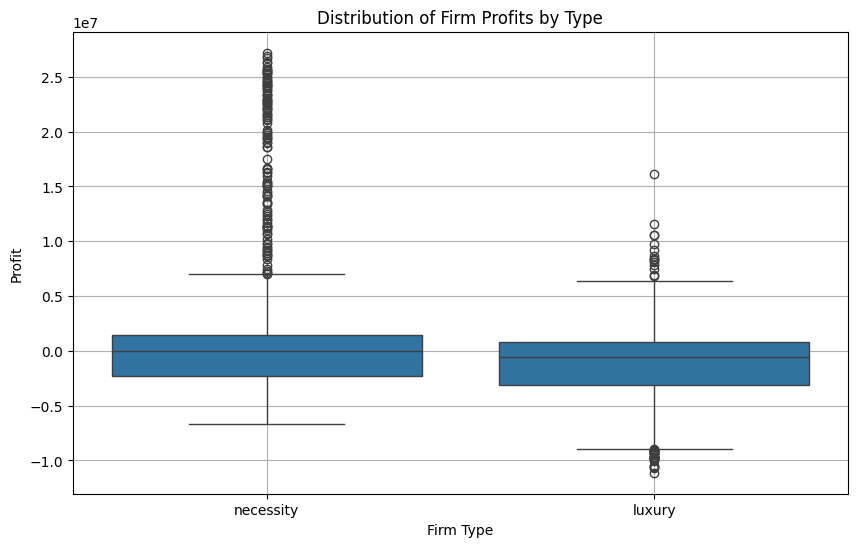 Distribution of Firm Profits by Type
1e7
2.5
2.0
1.5
1.0
0.5
0.0
−0.5
−1.0
Profit
necessity
luxury
Firm Type